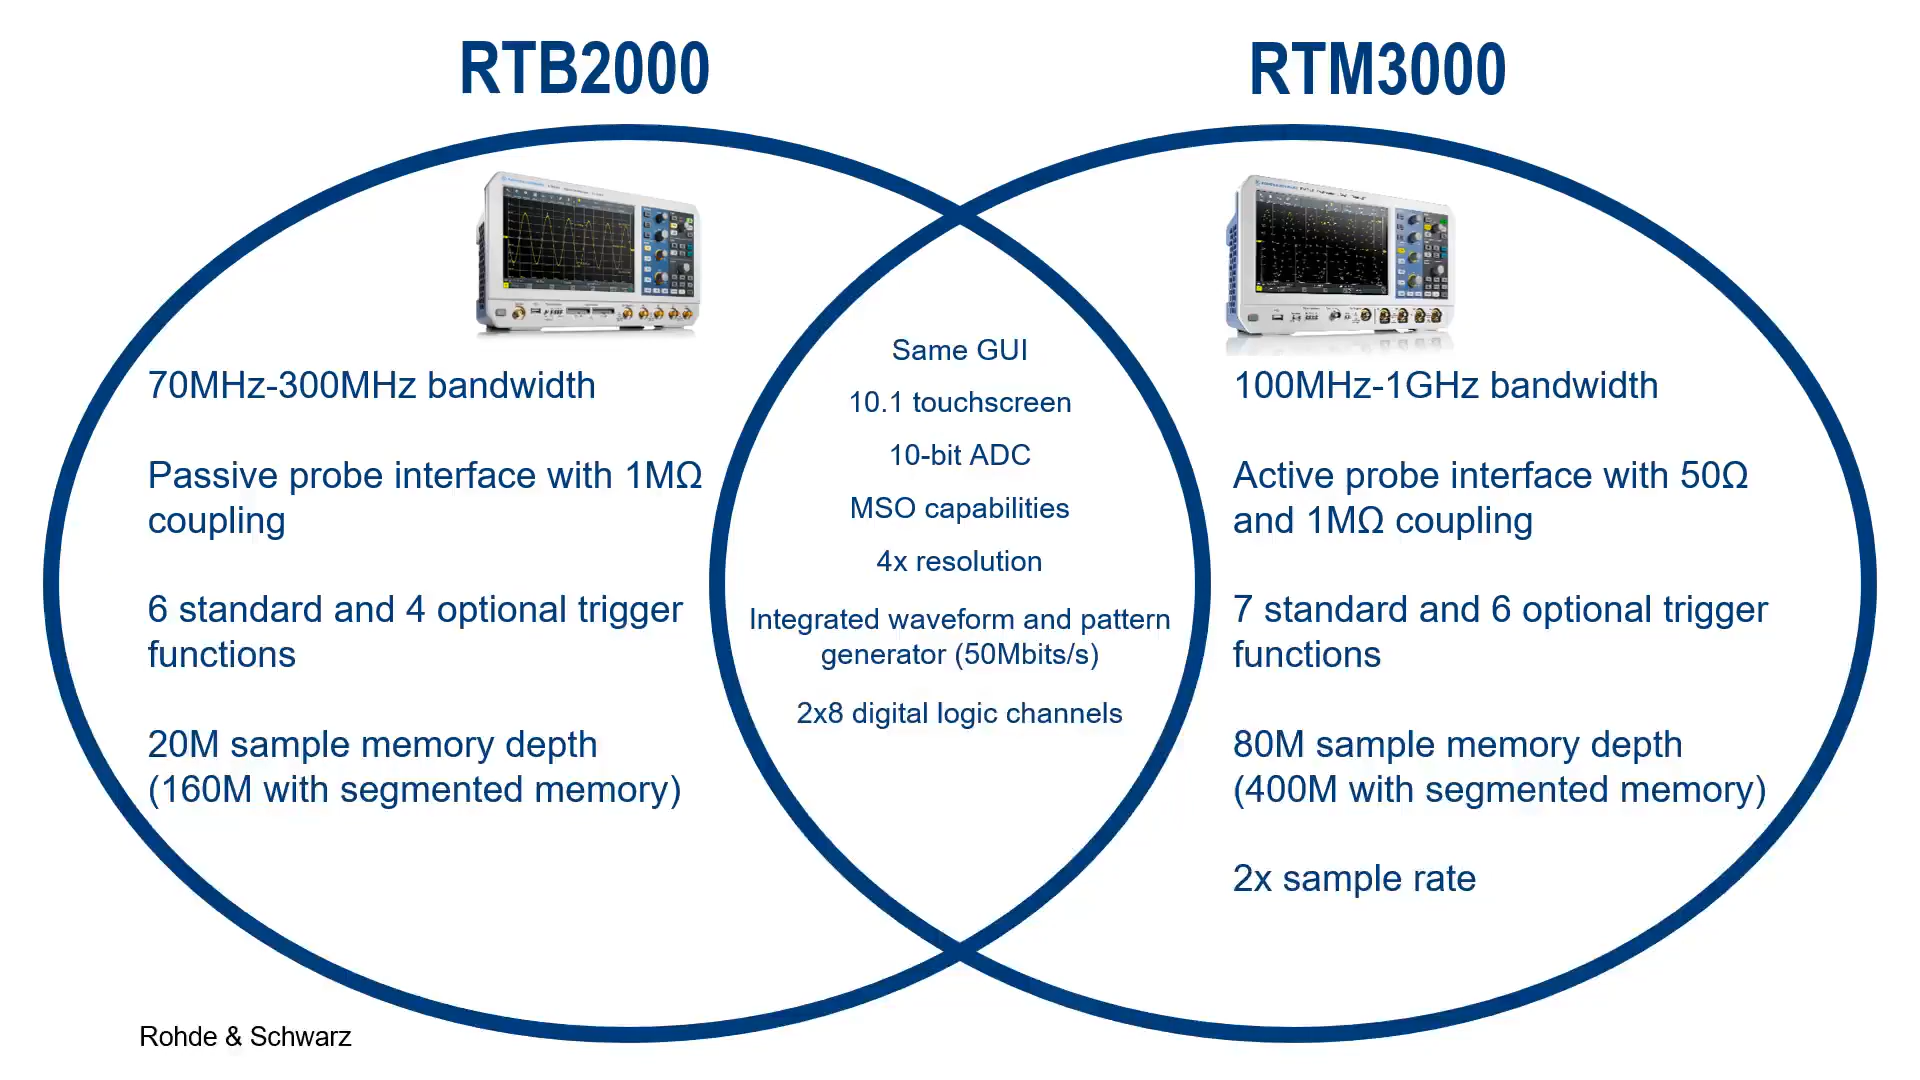 RTB2000
RTM3000
70MHz-300MHz bandwidth
Passive probe interface with 1MΩ
coupling
6 standard and 4 optional trigger
functions
20M sample memory depth
(160M with segmented memory)
Same GUI
10.1 touchscreen
10-bit ADC
MSO capabilities
4x resolution
Integrated waveform and pattern
generator (50Mbits/s)
2x8 digital logic channels
100MHz-1GHz bandwidth
Active probe interface with 50Ω
and 1MΩ coupling
7 standard and 6 optional trigger
functions
80M sample memory depth
(400M with segmented memory)
2x sample rate
Rohde & Schwarz